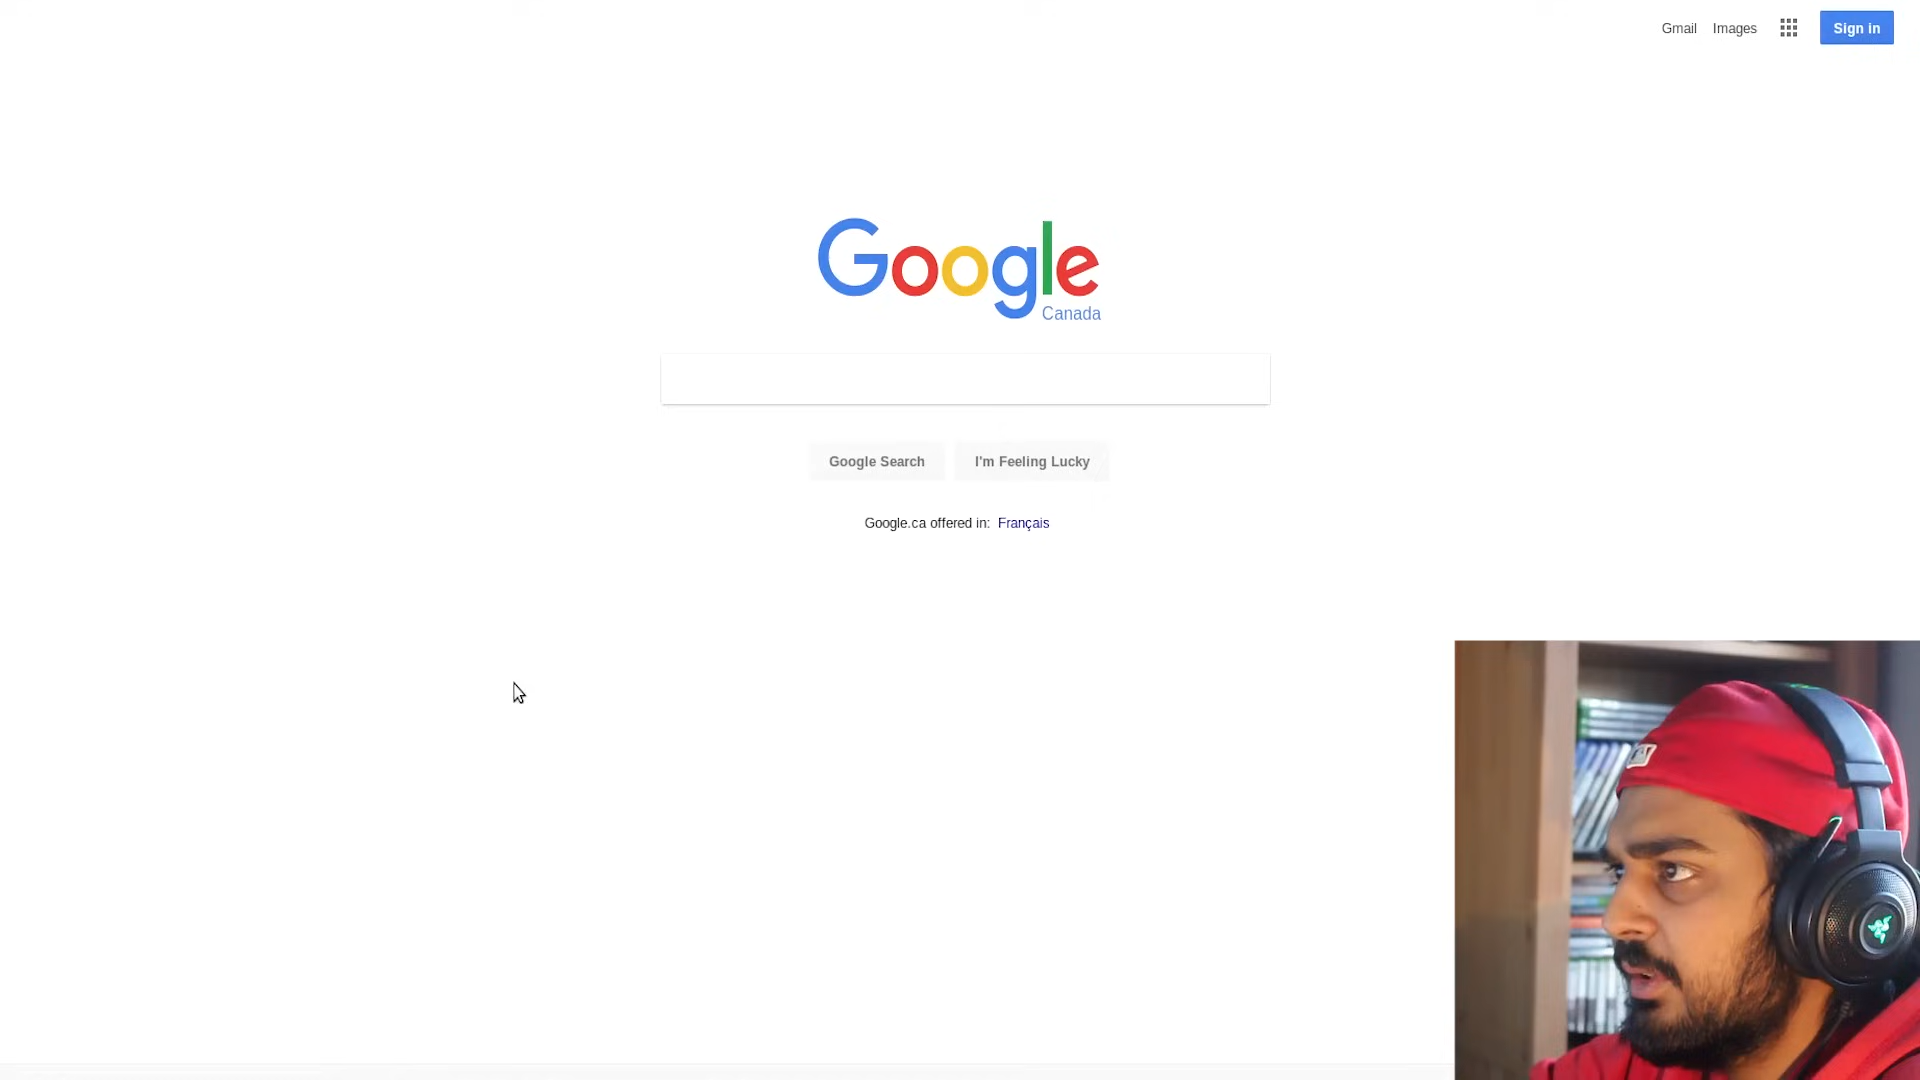 Gmail Images Sign in
Google
Canada
Google Search I'm Feeling Lucky
Google.ca offered in: Français